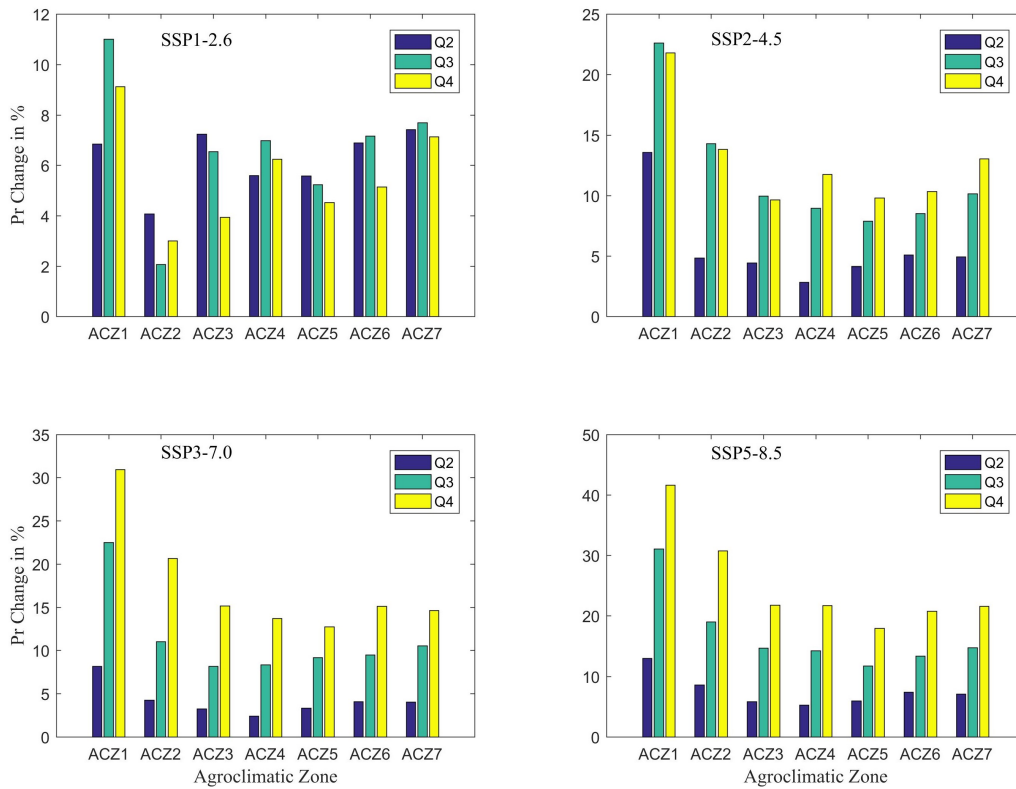 SSP1-2.6
Q2
Q3
Q4
12
10
8
6
4
2
0
Pr Change in %
ACZ1 ACZ2 ACZ3 ACZ4 ACZ5 ACZ6 ACZ7
SSP2-4.5
Q2
Q3
Q4
25
20
15
10
5
0
ACZ1 ACZ2 ACZ3 ACZ4 ACZ5 ACZ6 ACZ7
SSP3-7.0
Q2
Q3
Q4
35
30
25
20
15
10
5
0
Pr Change in %
ACZ1 ACZ2 ACZ3 ACZ4 ACZ5 ACZ6 ACZ7
Agroclimatic Zone
SSP5-8.5
Q2
Q3
Q4
50
40
30
20
10
0
ACZ1 ACZ2 ACZ3 ACZ4 ACZ5 ACZ6 ACZ7
Agroclimatic Zone